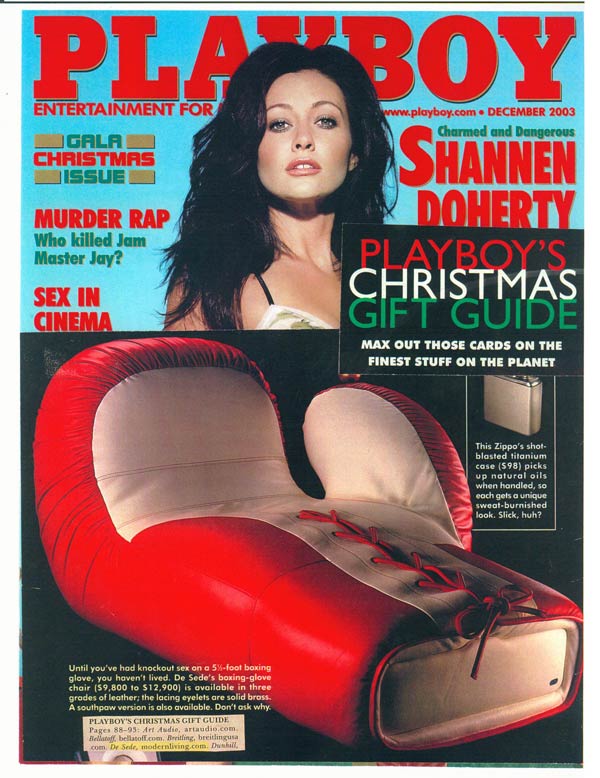 PLAYBOY
ENTERTAINMENT FOR
www.playboy.com • DECEMBER 2003
GALA
CHRISTMAS
ISSUE
Charmed and Dangerous
SHANNEN
DOHERTY
MURDER RAP
Who killed Jam
Master Jay?
SEX IN
CINEMA
PLAYBOY'S
CHRISTMAS
GIFT GUIDE
MAX OUT THOSE CARDS ON THE
FINEST STUFF ON THE PLANET
This Zippo's shot-
blasted titanium
case ($98) picks
up natural oils
when handled, so
each gets a unique
sweat-burnished
look. Slick, huh?
Until you've had knockout sex on a 5½-foot boxing
glove, you haven't lived. De Sede's boxing-glove
chair ($9,800 to $12,900) is available in three
grades of leather; the lacing eyelets are solid brass.
A southpaw version is also available. Don't ask why.
PLAYBOY'S CHRISTMAS GIFT GUIDE
Pages 88–95: Art Audio, artaudio.com.
Bellatoff, bellatoff.com. Breitling, breitlingusa
.com. De Sede, modernliving.com. Dunhill,